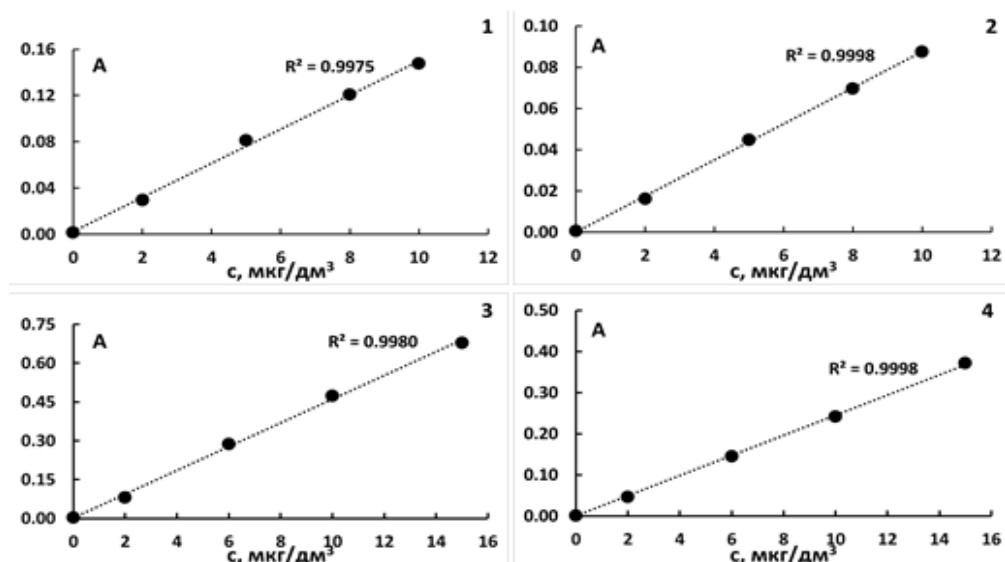 1
A
R² = 0.9975
0.16
0.12
0.08
0.04
0.00
0 2 4 6 8 10 12
с, мкг/дм³
2
A
R² = 0.9998
0.10
0.08
0.06
0.04
0.02
0.00
0 2 4 6 8 10 12
с, мкг/дм³
3
A
R² = 0.9980
0.75
0.60
0.45
0.30
0.15
0.00
0 2 4 6 8 10 12 14 16
с, мкг/дм³
4
A
R² = 0.9998
0.50
0.40
0.30
0.20
0.10
0.00
0 2 4 6 8 10 12 14 16
с, мкг/дм³